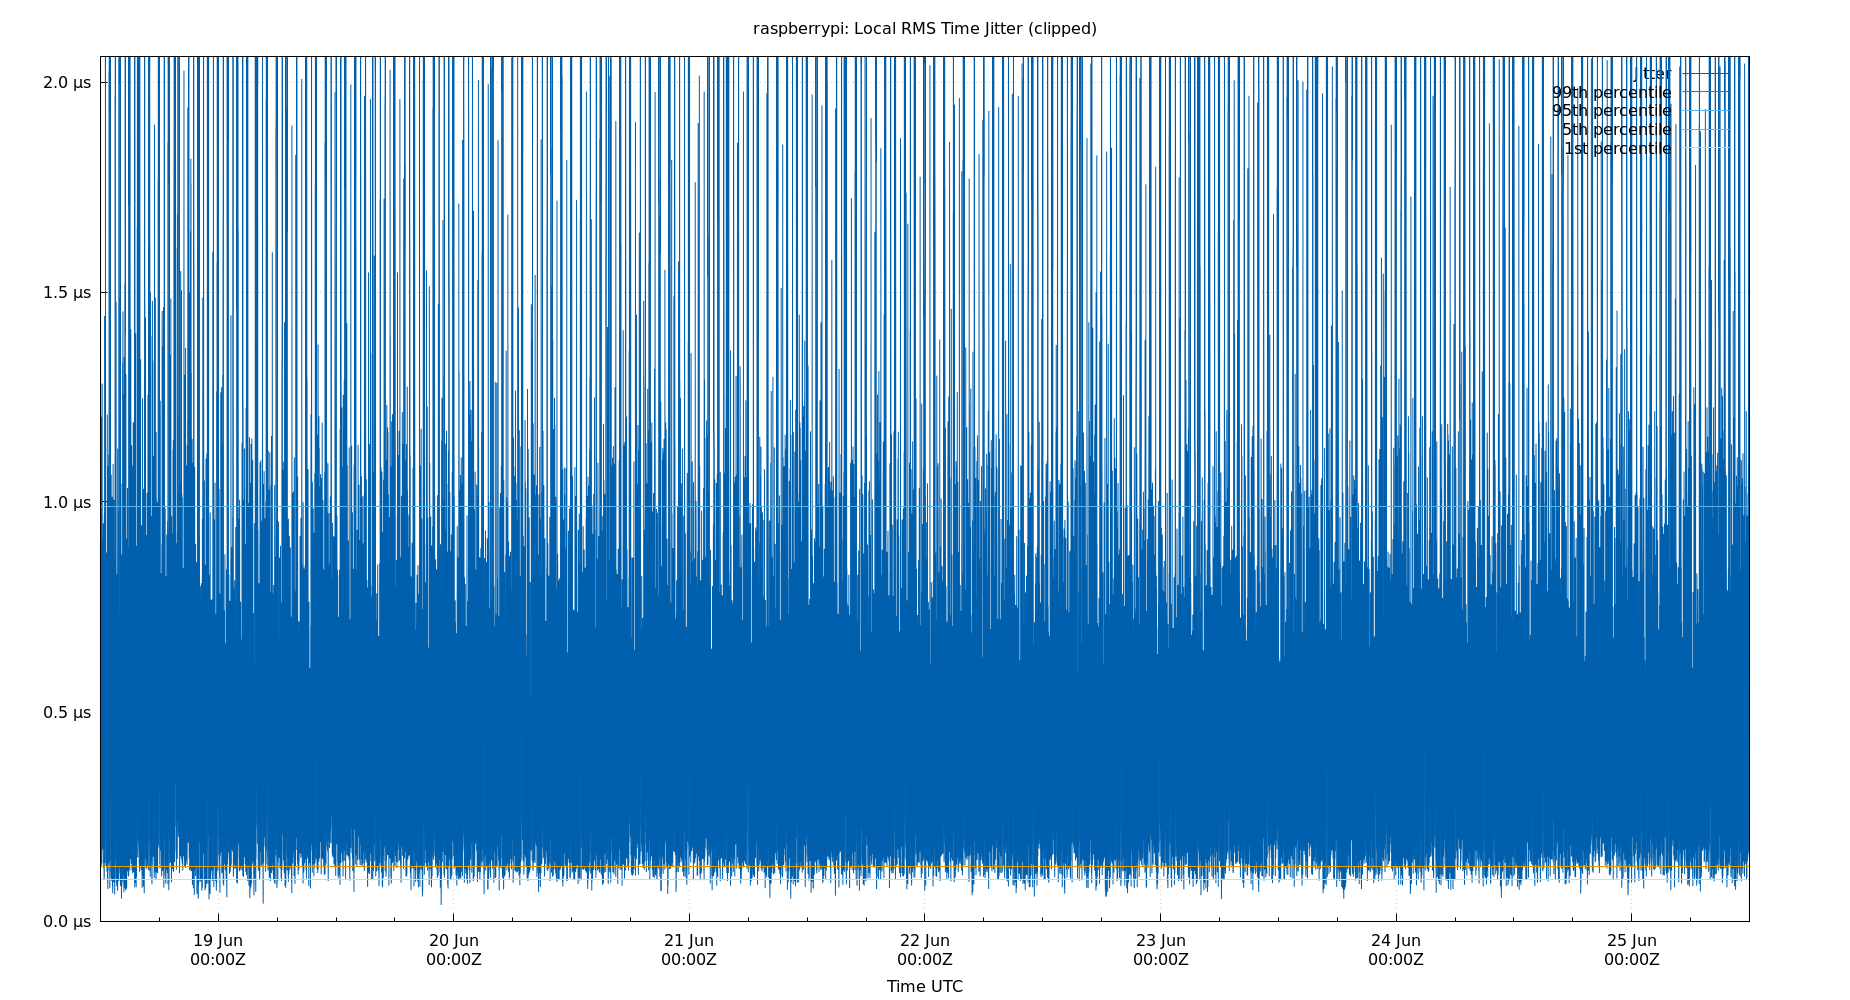 raspberrypi: Local RMS Time Jitter (clipped)
2.0 µs
1.5 µs
1.0 µs
0.5 µs
0.0 µs
jitter
99th percentile
95th percentile
5th percentile
1st percentile
19 Jun
00:00Z
20 Jun
00:00Z
21 Jun
00:00Z
22 Jun
00:00Z
23 Jun
00:00Z
24 Jun
00:00Z
25 Jun
00:00Z
Time UTC